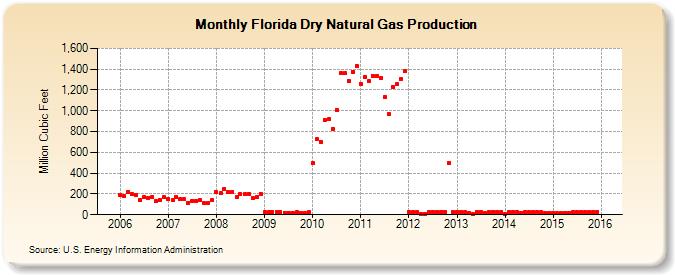 Monthly Florida Dry Natural Gas Production
Million Cubic Feet
1,600
1,400
1,200
1,000
800
600
400
200
0
2006 2007 2008 2009 2010 2011 2012 2013 2014 2015 2016
Source: U.S. Energy Information Administration